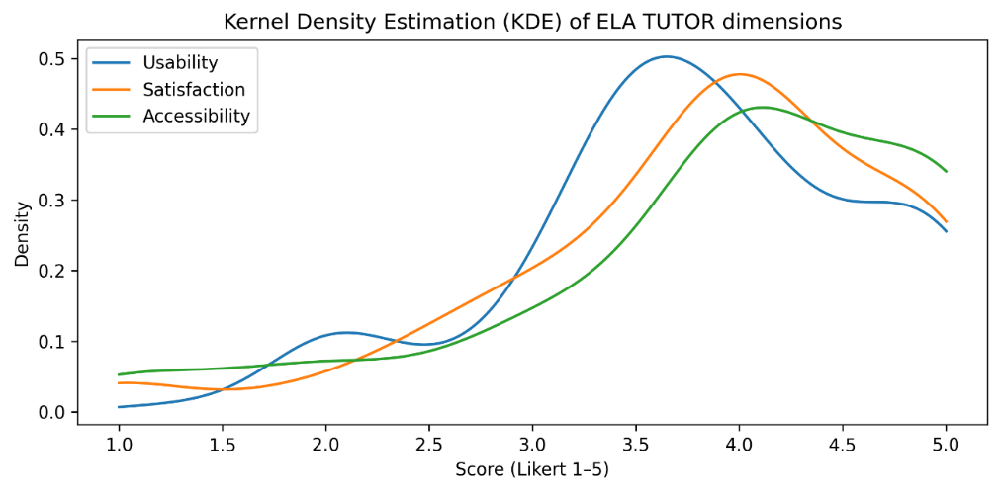 Kernel Density Estimation (KDE) of ELA TUTOR dimensions
Usability
Satisfaction
Accessibility
Density
0.5
0.4
0.3
0.2
0.1
0.0
1.0 1.5 2.0 2.5 3.0 3.5 4.0 4.5 5.0
Score (Likert 1–5)